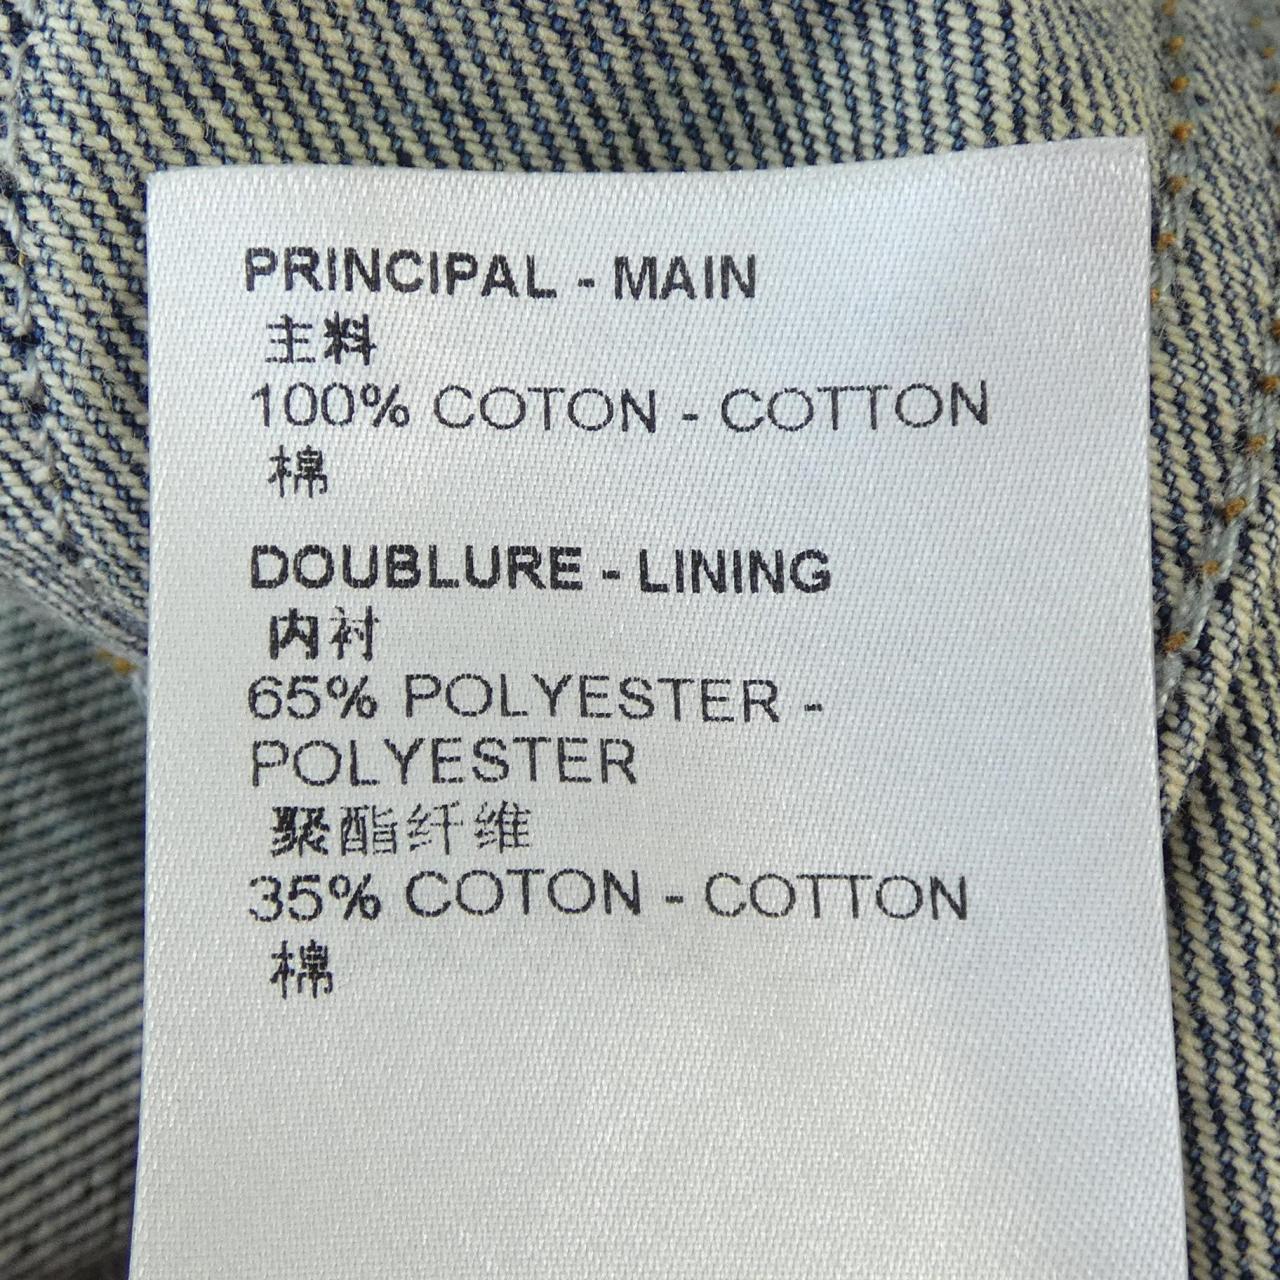 PRINCIPAL - MAIN
主料
100% COTON - COTTON
棉
DOUBLURE - LINING
内衬
65% POLYESTER -
POLYESTER
聚酯纤维
35% COTON - COTTON
棉